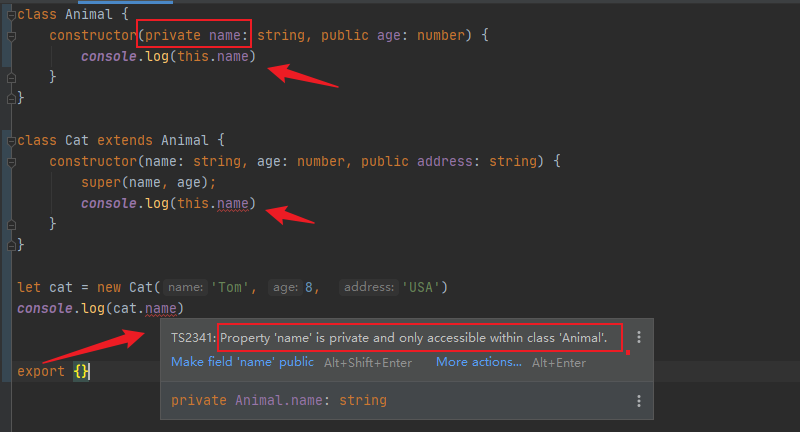 class Animal {
constructor(private name: string, public age: number) {
console.log(this.name)
}
}
class Cat extends Animal {
constructor(name: string, age: number, public address: string) {
super(name, age);
console.log(this.name)
}
}
let cat = new Cat( name: 'Tom', age: 8, address: 'USA')
console.log(cat.name)
TS2341: Property 'name' is private and only accessible within class 'Animal'.
Make field 'name' public Alt+Shift+Enter More actions... Alt+Enter
export {}
private Animal.name: string